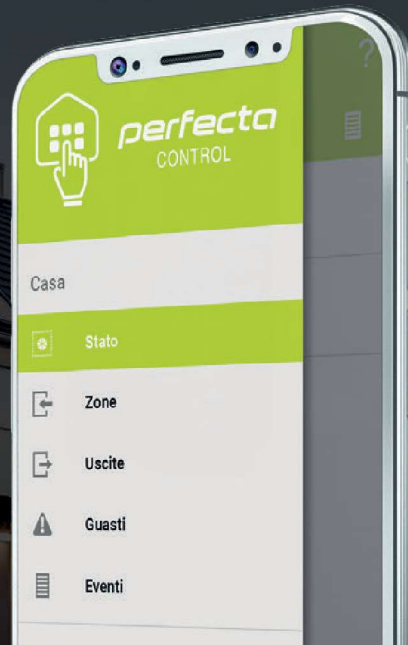 perfecta
CONTROL
?
Casa
Stato
Zone
Uscite
Guasti
Eventi